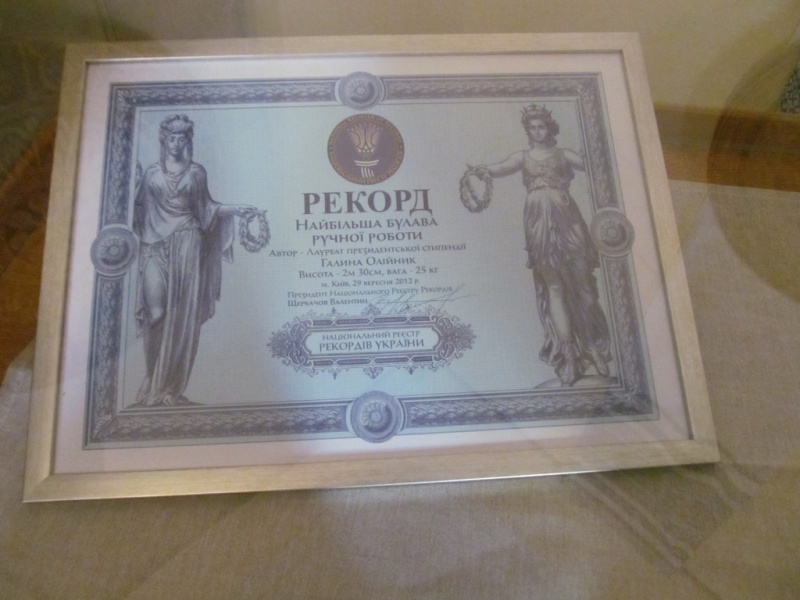 РЕКОРД
НАЙБІЛЬША БУЛАВА
РУЧНОЇ РОБОТИ
АВТОР - ЛАУРЕАТ ПРЕЗИДЕНТСЬКОЇ СТИПЕНДІЇ
ГАЛИНА ОЛІЙНИК
ВИСОТА - 2М 30СМ, ВАГА - 25 КГ
м. КИЇВ, 29 ВЕРЕСНЯ 2012 р.
ПРЕЗИДЕНТ НАЦІОНАЛЬНОГО РЕЄСТРУ РЕКОРДІВ
ЩЕРБАЧОВ ВАЛЕНТИН
НАЦІОНАЛЬНИЙ РЕЄСТР
РЕКОРДІВ УКРАЇНИ